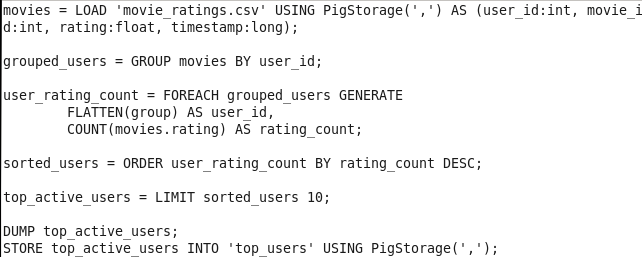 movies = LOAD 'movie_ratings.csv' USING PigStorage(',') AS (user_id:int, movie_i
d:int, rating:float, timestamp:long);
grouped_users = GROUP movies BY user_id;
user_rating_count = FOREACH grouped_users GENERATE
        FLATTEN(group) AS user_id,
        COUNT(movies.rating) AS rating_count;
sorted_users = ORDER user_rating_count BY rating_count DESC;
top_active_users = LIMIT sorted_users 10;
DUMP top_active_users;
STORE top_active_users INTO 'top_users' USING PigStorage(',');